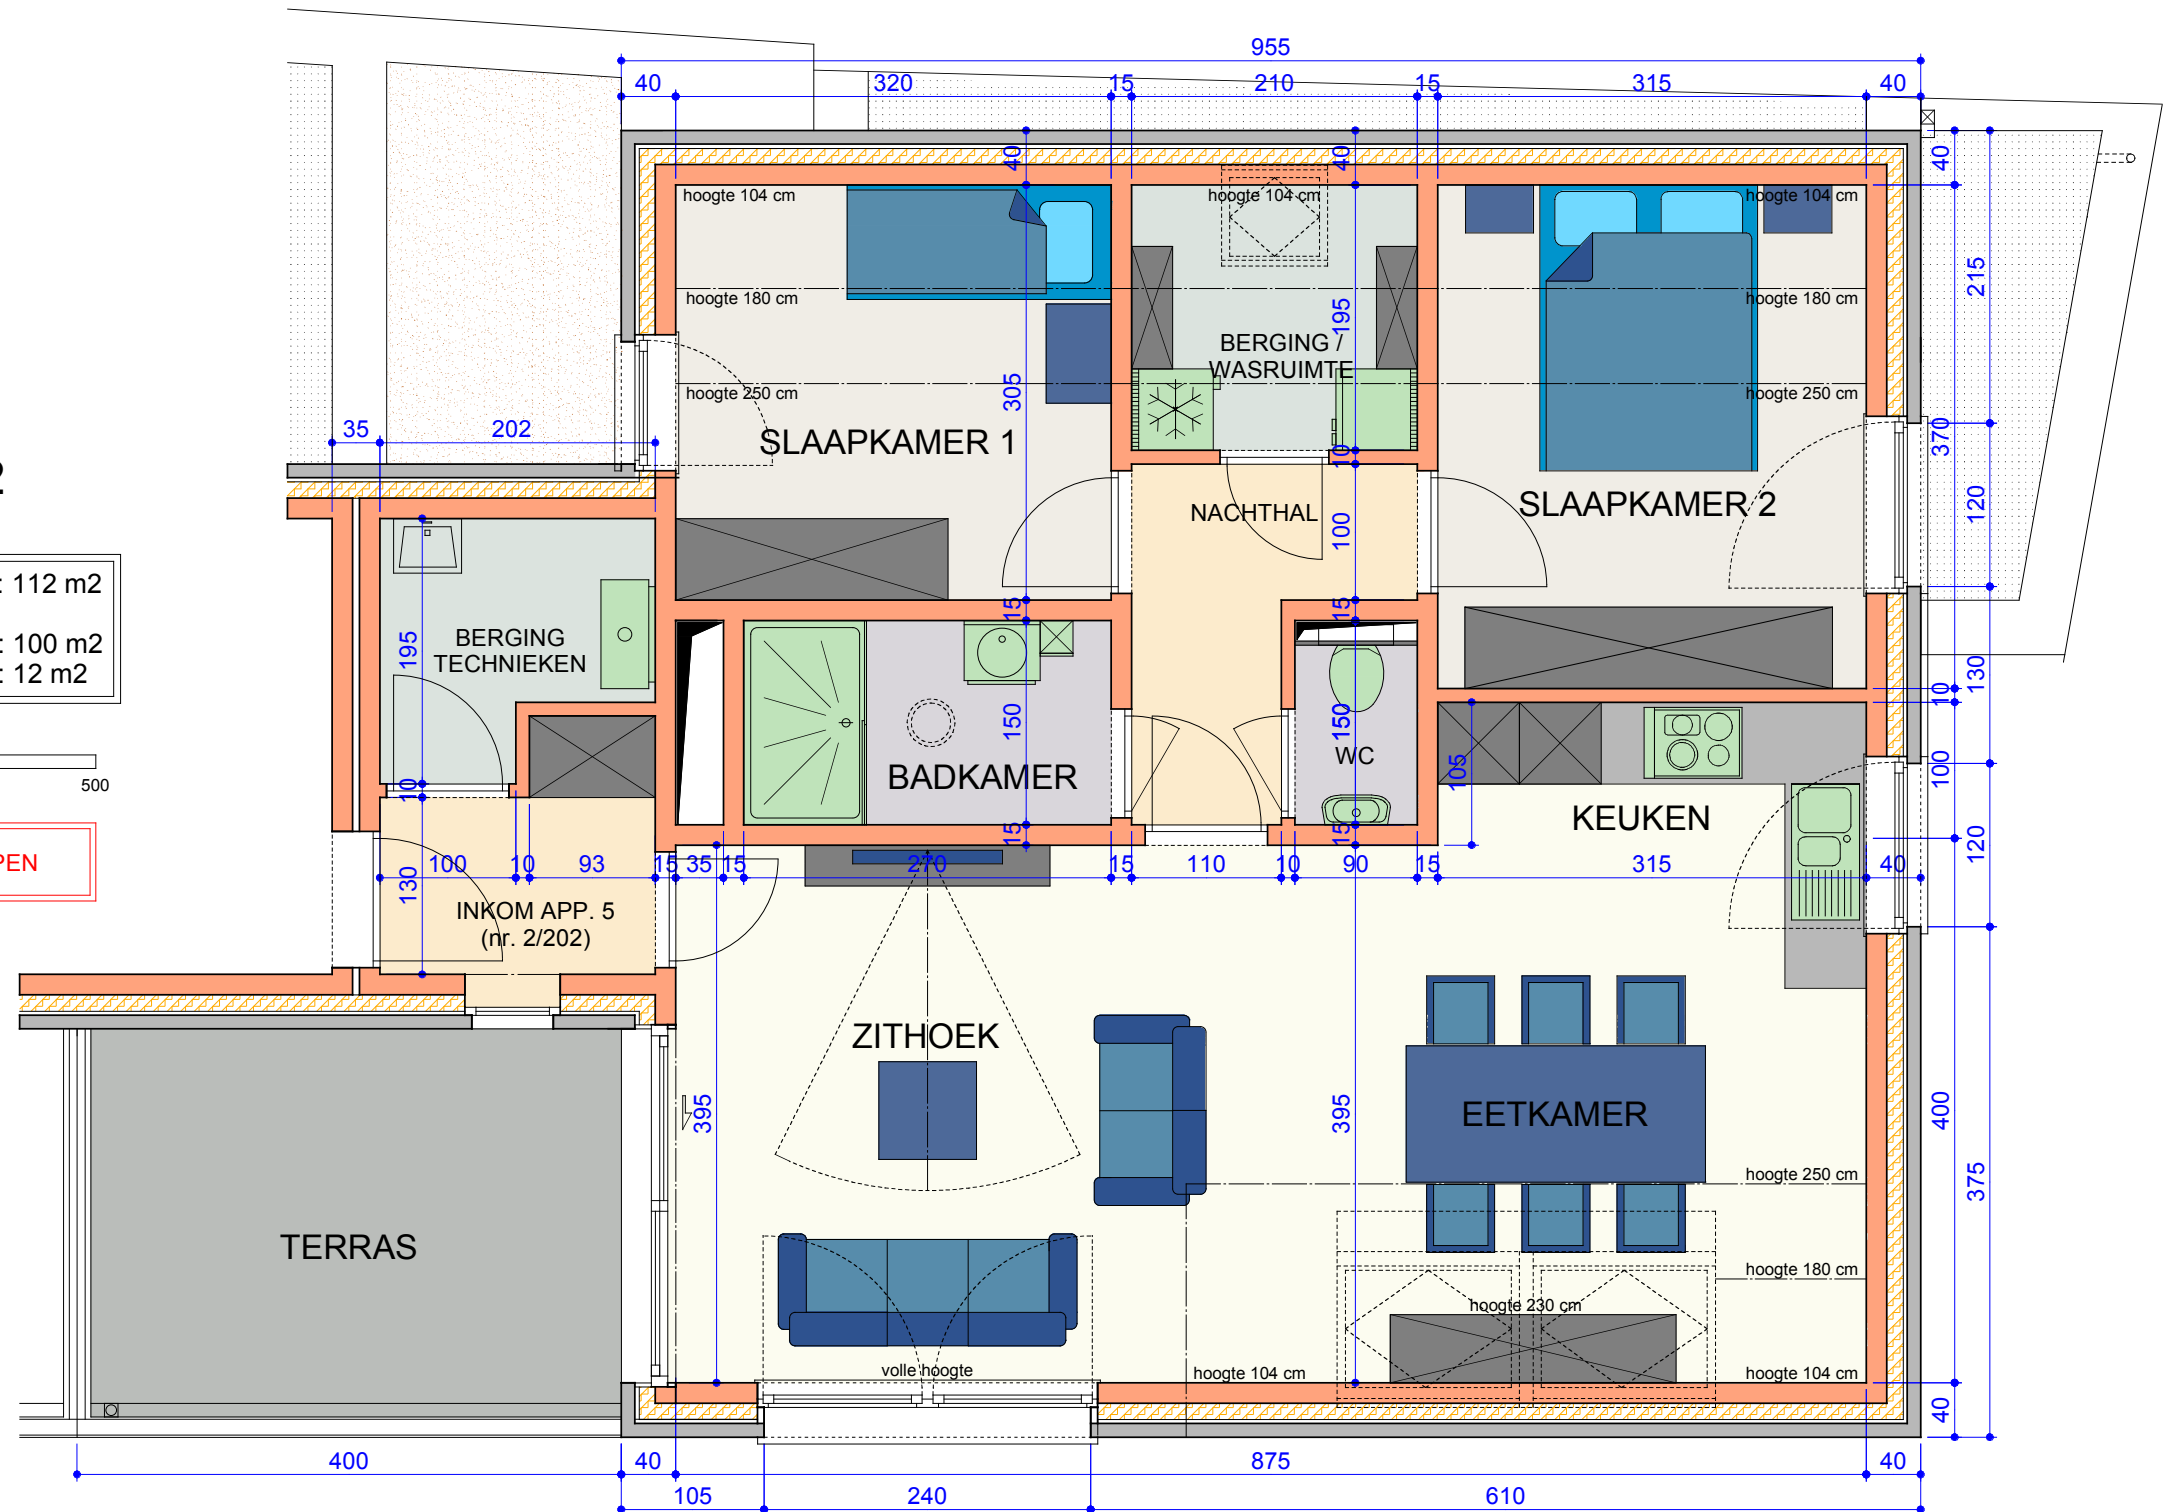 955
40 320 15 210 15 315 40
40 40 40
hoogte 104 cm hoogte 104 cm hoogte 104 cm
215
hoogte 180 cm hoogte 180 cm
195
BERGING /
WASRUIMTE
305
hoogte 250 cm hoogte 250 cm
35 202
SLAAPKAMER 1
370
10
2
NACHTHAL
SLAAPKAMER 2
100
120
: 112 m2
15 15
195
BERGING
TECHNIEKEN
: 100 m2
: 12 m2
130
10
150
150
WC
105
100
BADKAMER
500
10
KEUKEN
15 15
120
PEN
130
100 10 93 15 35 15 270 15 110 10 90 15 315 40
INKOM APP. 5
(nr. 2/202)
ZITHOEK
395
395
EETKAMER
400
hoogte 250 cm
375
TERRAS
hoogte 180 cm
hoogte 230 cm
volle hoogte
hoogte 104 cm
hoogte 104 cm
40
400 40 875 40
105 240 610